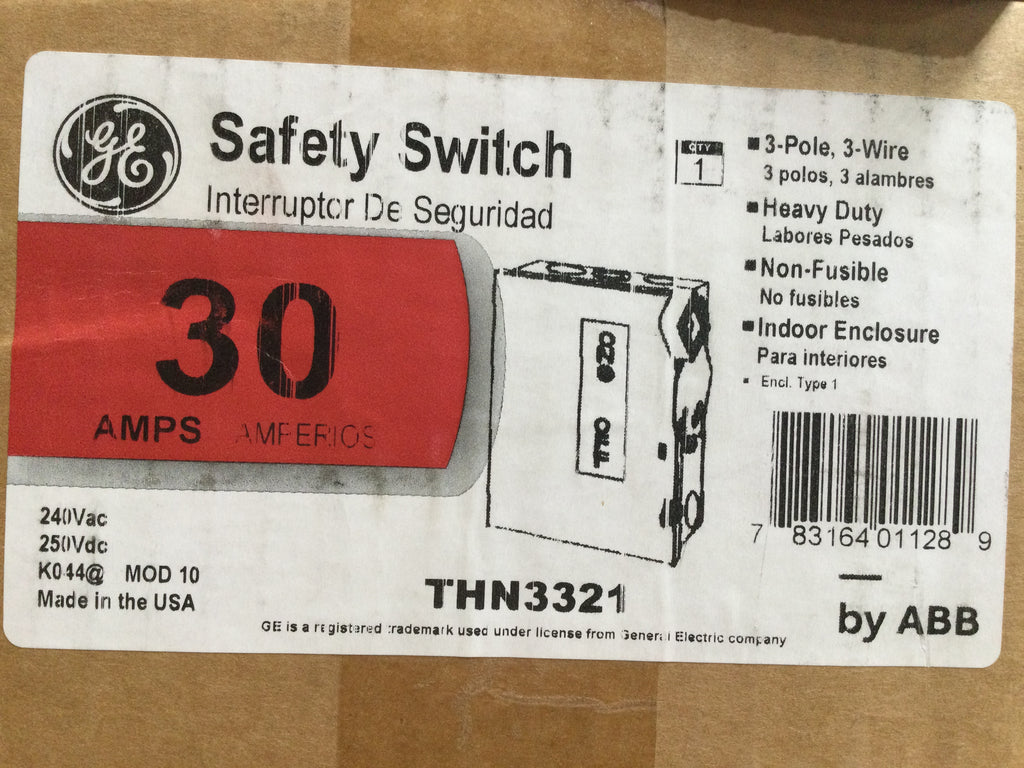 GE
Safety Switch
Interruptor De Seguridad
QTY
1
3-Pole, 3-Wire
3 polos, 3 alambres
Heavy Duty
Labores Pesados
Non-Fusible
No fusibles
Indoor Enclosure
Para interiores
Encl. Type 1
30
AMPS AMPERIOS
ON
OFF
240Vac
250Vdc
K044@ MOD 10
Made in the USA
THN3321
GE is a registered trademark used under license from General Electric company
7 83164 01128 9
by ABB